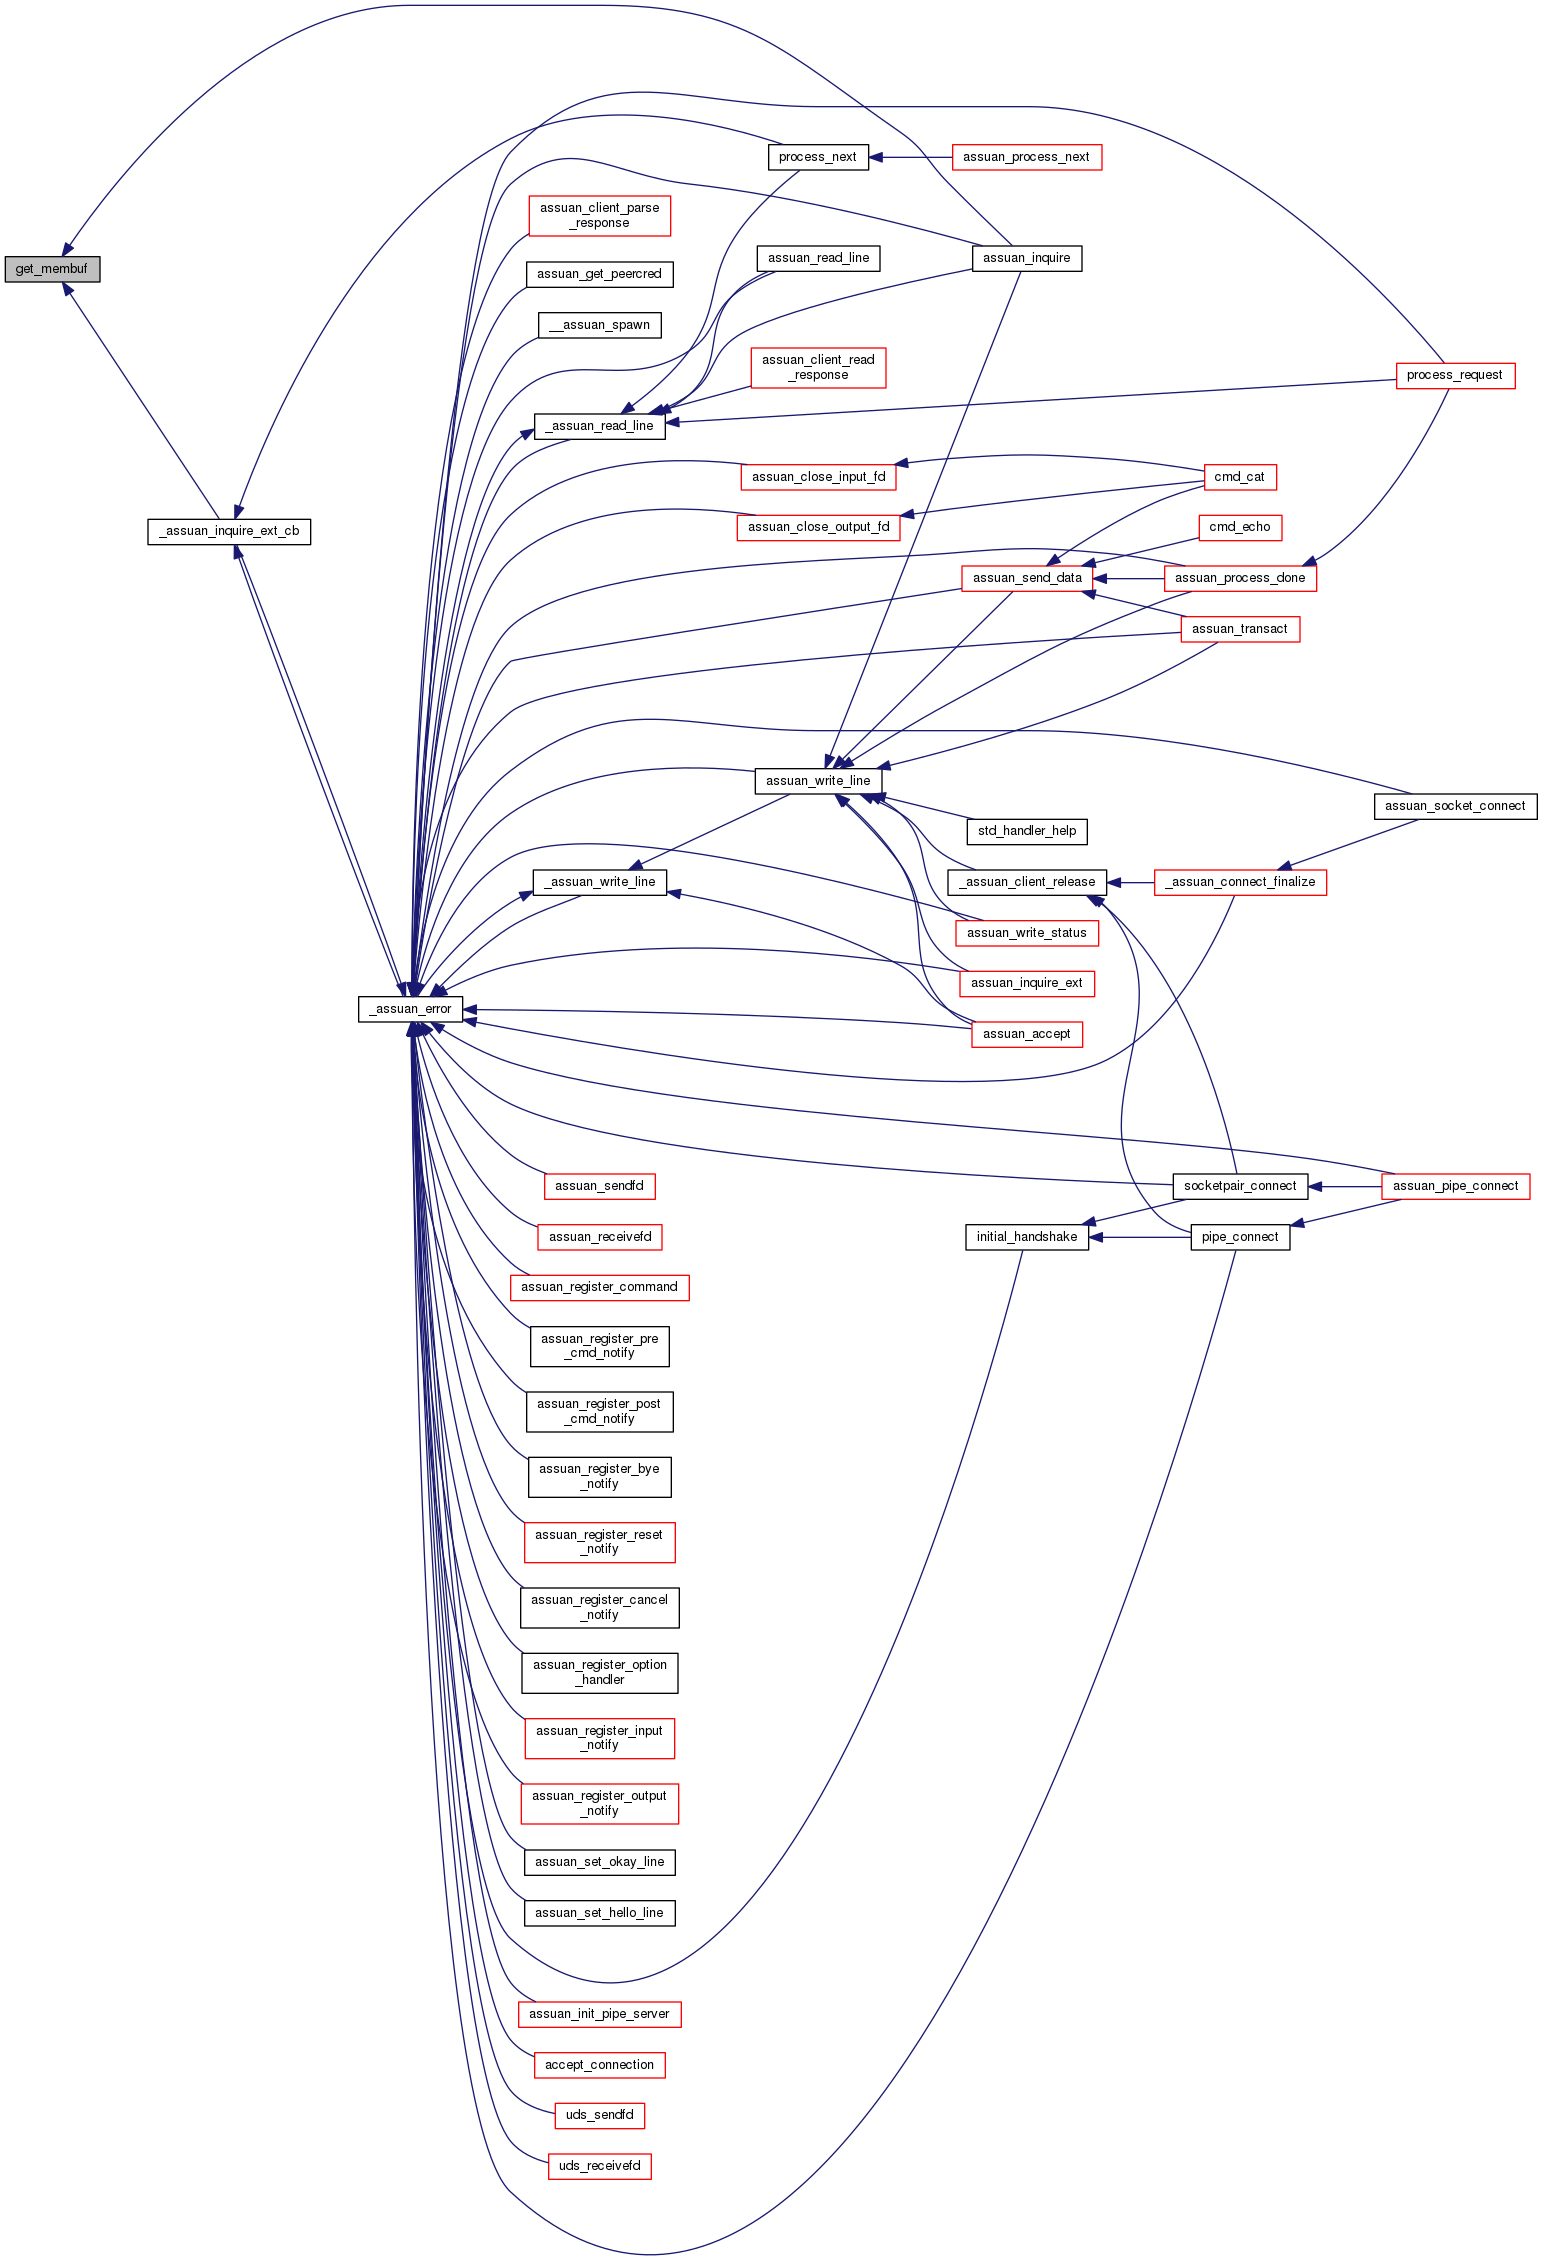 process_next
assuan_process_next
assuan_client_parse
_response
assuan_read_line
assuan_inquire
get_membuf
assuan_get_peercred
__assuan_spawn
assuan_client_read
_response
process_request
_assuan_read_line
assuan_close_input_fd
cmd_cat
_assuan_inquire_ext_cb
assuan_close_output_fd
cmd_echo
assuan_send_data
assuan_process_done
assuan_transact
assuan_write_line
assuan_socket_connect
std_handler_help
_assuan_write_line
_assuan_client_release
_assuan_connect_finalize
assuan_write_status
assuan_inquire_ext
_assuan_error
assuan_accept
assuan_sendfd
socketpair_connect
assuan_pipe_connect
assuan_receivefd
initial_handshake
pipe_connect
assuan_register_command
assuan_register_pre
_cmd_notify
assuan_register_post
_cmd_notify
assuan_register_bye
_notify
assuan_register_reset
_notify
assuan_register_cancel
_notify
assuan_register_option
_handler
assuan_register_input
_notify
assuan_register_output
_notify
assuan_set_okay_line
assuan_set_hello_line
assuan_init_pipe_server
accept_connection
uds_sendfd
uds_receivefd